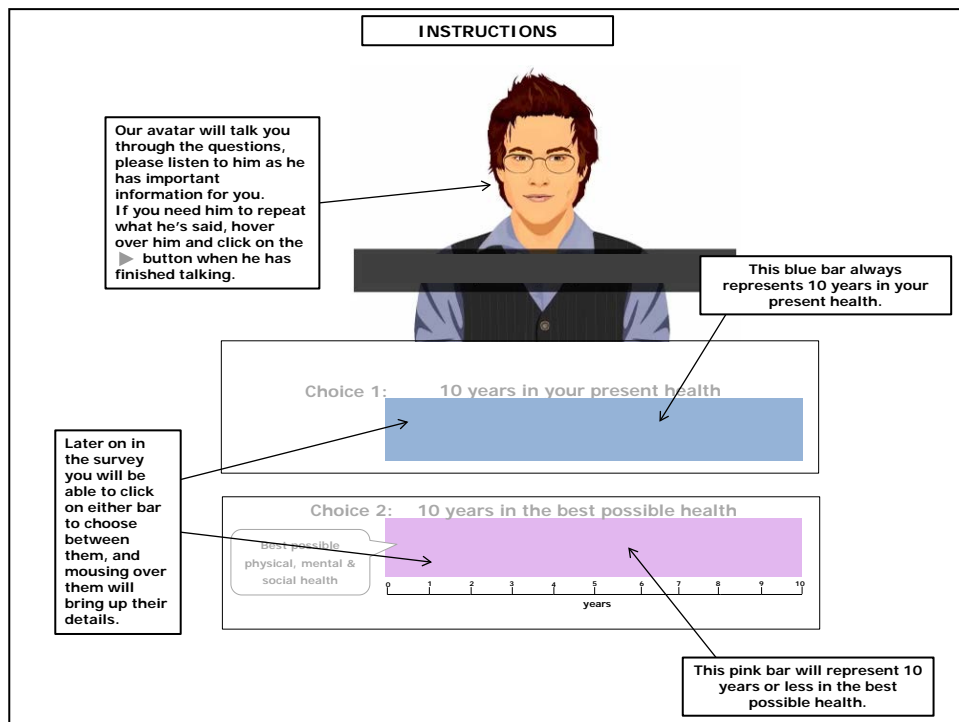 INSTRUCTIONS
Our avatar will talk you
through the questions,
please listen to him as he
has important
information for you.
If you need him to repeat
what he's said, hover
over him and click on the
▶ button when he has
finished talking.
This blue bar always
represents 10 years in your
present health.
Choice 1: 10 years in your present health
Later on in
the survey
you will be
able to click
on either bar
to choose
between
them, and
mousing over
them will
bring up their
details.
Choice 2: 10 years in the best possible health
Best possible
physical, mental &
social health
0 1 2 3 4 5 6 7 8 9 10
years
This pink bar will represent 10
years or less in the best
possible health.